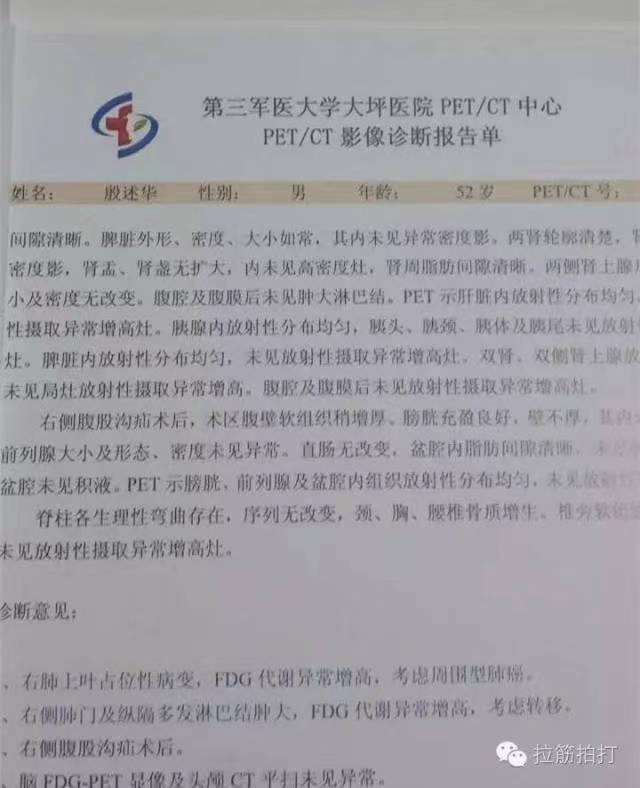 第三军医大学大坪医院 PET/CT 中心
PET/CT 影像诊断报告单
姓名： 殷述华 性别： 男 年龄： 52 岁 PET/CT 号：
间隙清晰。脾脏外形、密度、大小如常，其内未见异常密度影。两肾轮廓清楚，肾
密度影，肾盂、肾盏无扩大，内未见高密度灶，肾周脂肪间隙清晰。两侧肾上腺
小及密度无改变。腹腔及腹膜后未见肿大淋巴结。PET 示肝脏内放射性分布均匀，
性摄取异常增高灶。胰腺内放射性分布均匀，胰头、胰颈、胰体及胰尾未见放射
灶。脾脏内放射性分布均匀，未见放射性摄取异常增高灶。双肾、双侧肾上腺放
未见局灶放射性摄取异常增高。腹腔及腹膜后未见放射性摄取异常增高灶。
右侧腹股沟疝术后，术区腹壁软组织稍增厚。膀胱充盈良好，壁不厚，其内
前列腺大小及形态、密度未见异常。直肠无改变，盆腔内脂肪间隙清晰，
盆腔未见积液。PET 示膀胱、前列腺及盆腔内组织放射性分布均匀，未见放射
脊柱各生理性弯曲存在，序列无改变，颈、胸、腰椎骨质增生。椎旁软组
未见放射性摄取异常增高灶。
诊断意见：
、右肺上叶占位性病变，FDG 代谢异常增高，考虑周围型肺癌。
、右侧肺门及纵隔多发淋巴结肿大，FDG 代谢异常增高，考虑转移。
、右侧腹股沟疝术后。
、脑 FDG-PET 显像及头颅 CT 平扫未见异常。
拉筋拍打